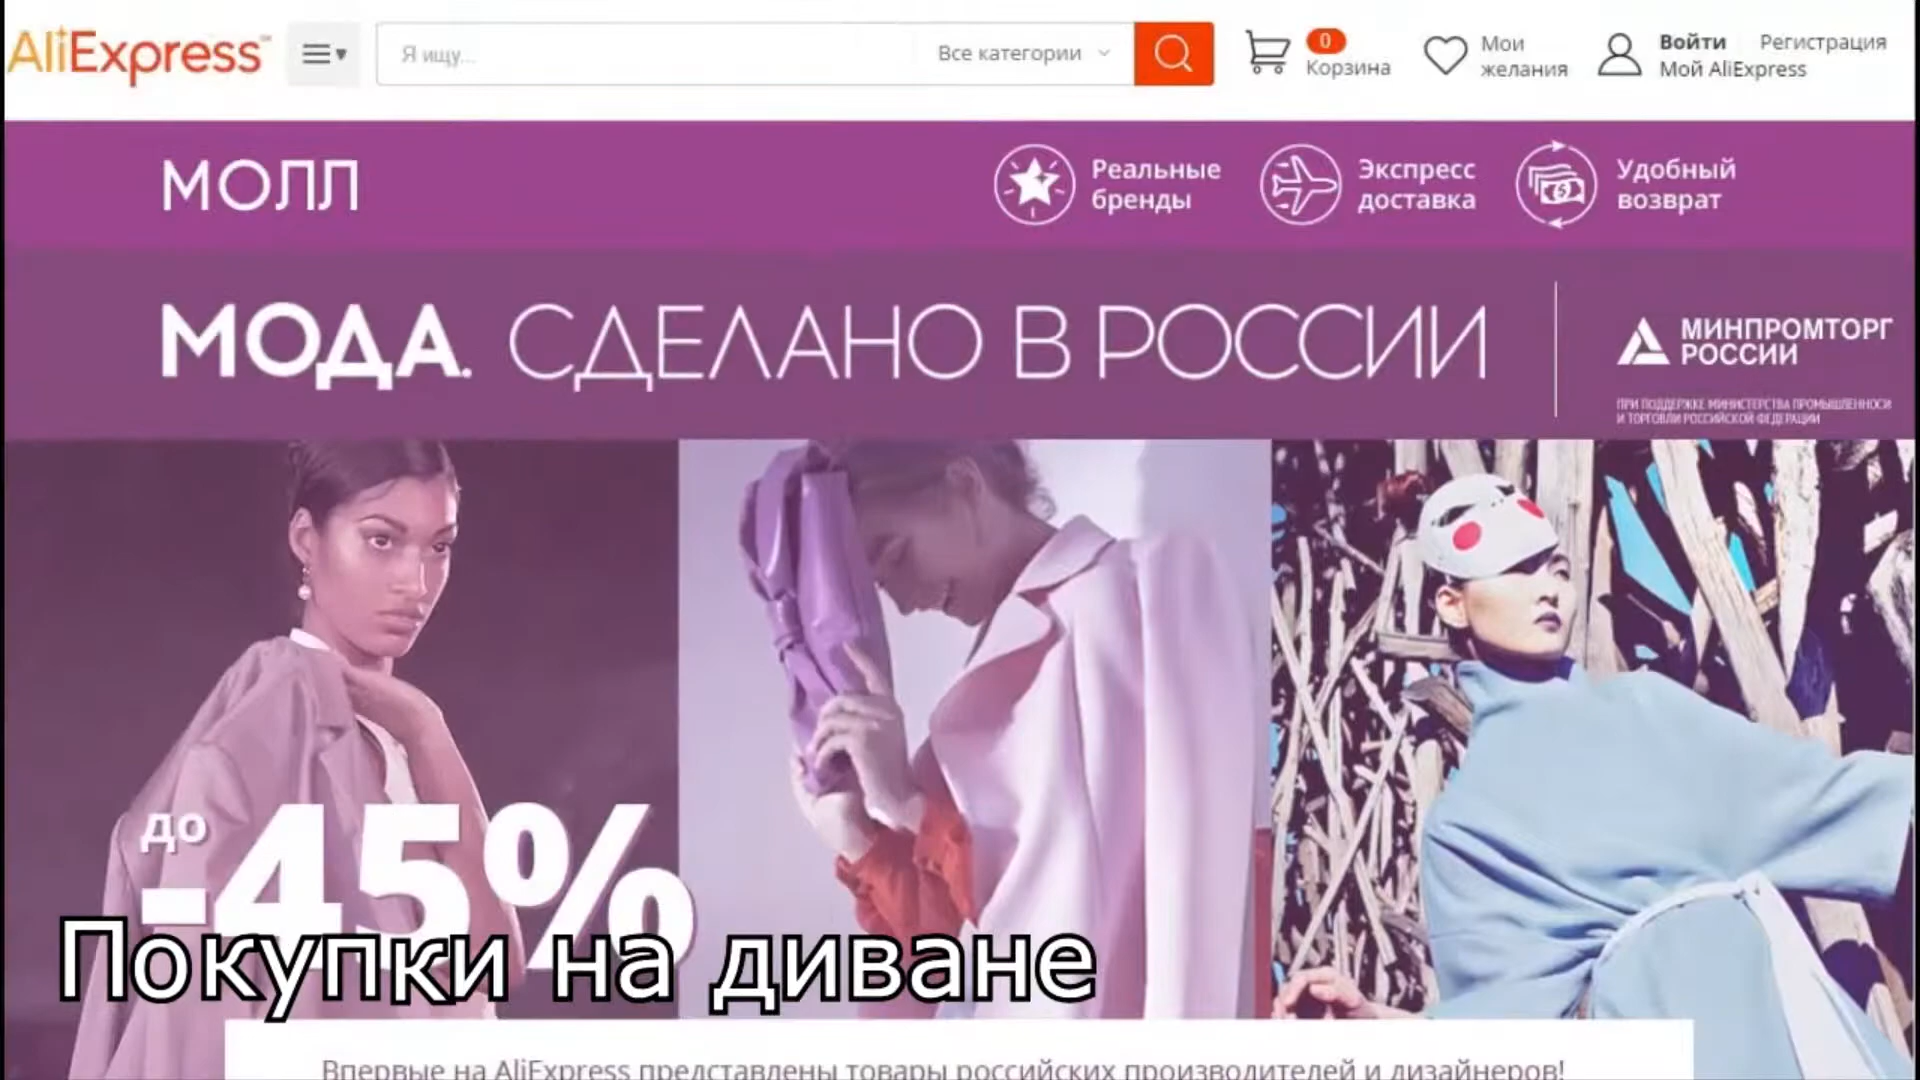 AliExpress
Я ищу...
Все категории
0
Корзина
Мои
желания
Войти Регистрация
Мой AliExpress
МОЛЛ
Реальные
бренды
Экспресс
доставка
Удобный
возврат
МОДА. СДЕЛАНО В РОССИИ
МИНПРОМТОРГ
РОССИИ
ПРИ ПОДДЕРЖКЕ МИНИСТЕРСТВА ПРОМЫШЛЕННОСИ
И ТОРГОВЛИ РОССИЙСКОЙ ФЕДЕРАЦИИ
до
-45%
Покупки на диване
Впервые на AliExpress представлены товары российских производителей и дизайнеров!